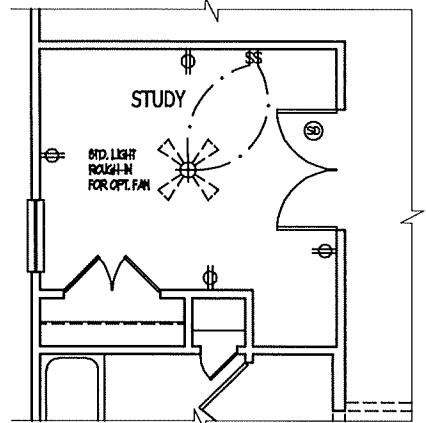 $$
STUDY
SD
STD. LIGHT
ROUGH-IN
FOR OPT. FAN